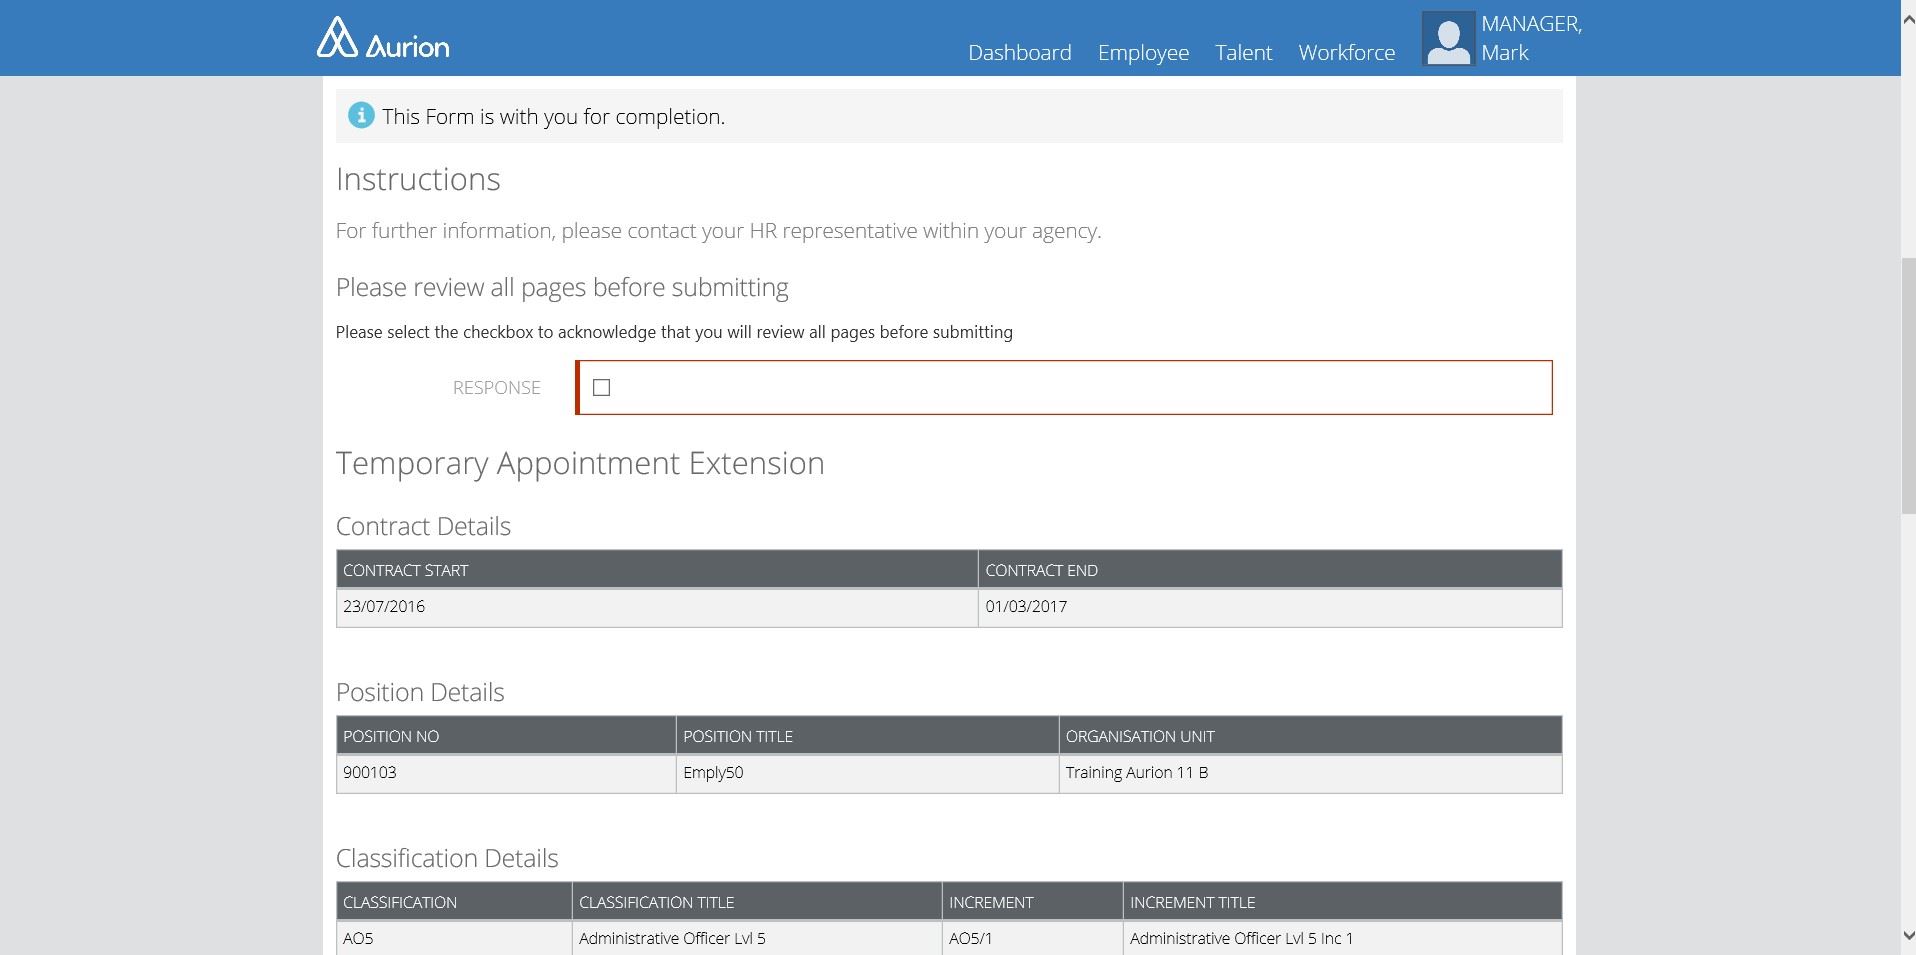 Aurion
Dashboard Employee Talent Workforce
MANAGER,
Mark
This Form is with you for completion.
Instructions
For further information, please contact your HR representative within your agency.
Please review all pages before submitting
Please select the checkbox to acknowledge that you will review all pages before submitting
RESPONSE
Temporary Appointment Extension
Contract Details
CONTRACT START CONTRACT END
23/07/2016 01/03/2017
Position Details
POSITION NO POSITION TITLE ORGANISATION UNIT
900103 Emply50 Training Aurion 11 B
Classification Details
CLASSIFICATION CLASSIFICATION TITLE INCREMENT INCREMENT TITLE
AO5 Administrative Officer Lvl 5 AO5/1 Administrative Officer Lvl 5 Inc 1